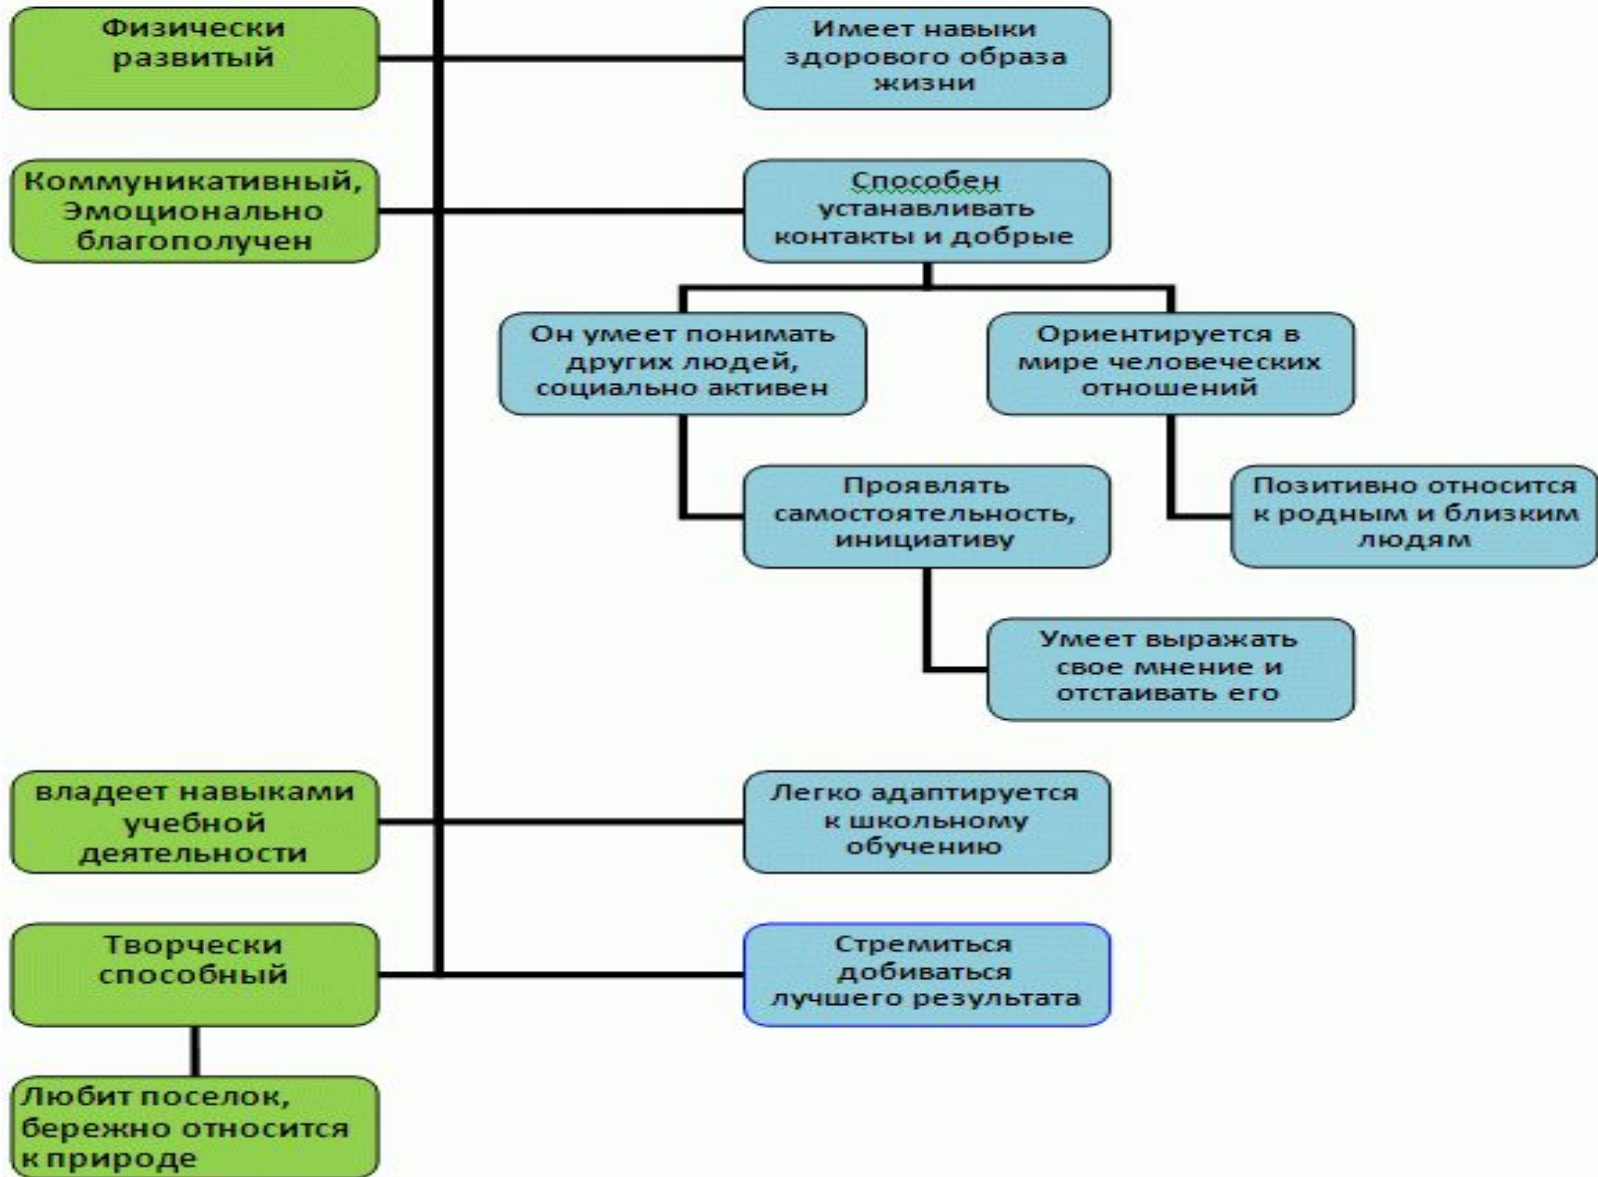 Физически
развитый
Имеет навыки
здорового образа
жизни
Коммуникативный,
Эмоционально
благополучен
Способен
устанавливать
контакты и добрые
Он умеет понимать
других людей,
социально активен
Ориентируется в
мире человеческих
отношений
Проявлять
самостоятельность,
инициативу
Позитивно относится
к родным и близким
людям
Умеет выражать
свое мнение и
отстаивать его
владеет навыками
учебной
деятельности
Легко адаптируется
к школьному
обучению
Творчески
способный
Стремиться
добиваться
лучшего результата
Любит поселок,
бережно относится
к природе